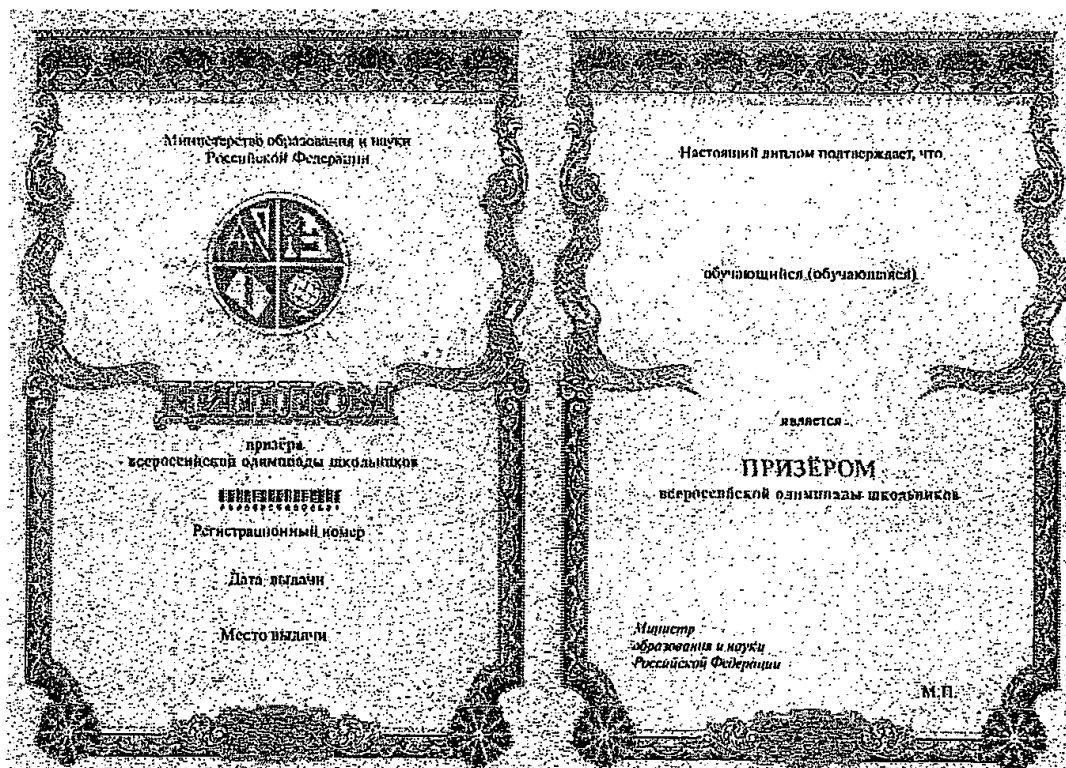 Министерство образования и науки
Российской Федерации
ДИПЛОМ
призёра
всероссийской олимпиады школьников
Регистрационный номер
Дата выдачи
Место выдачи
Настоящий диплом подтверждает, что
обучающийся (обучающаяся)
является
ПРИЗЁРОМ
всероссийской олимпиады школьников
Министр
образования и науки
Российской Федерации
М.П.